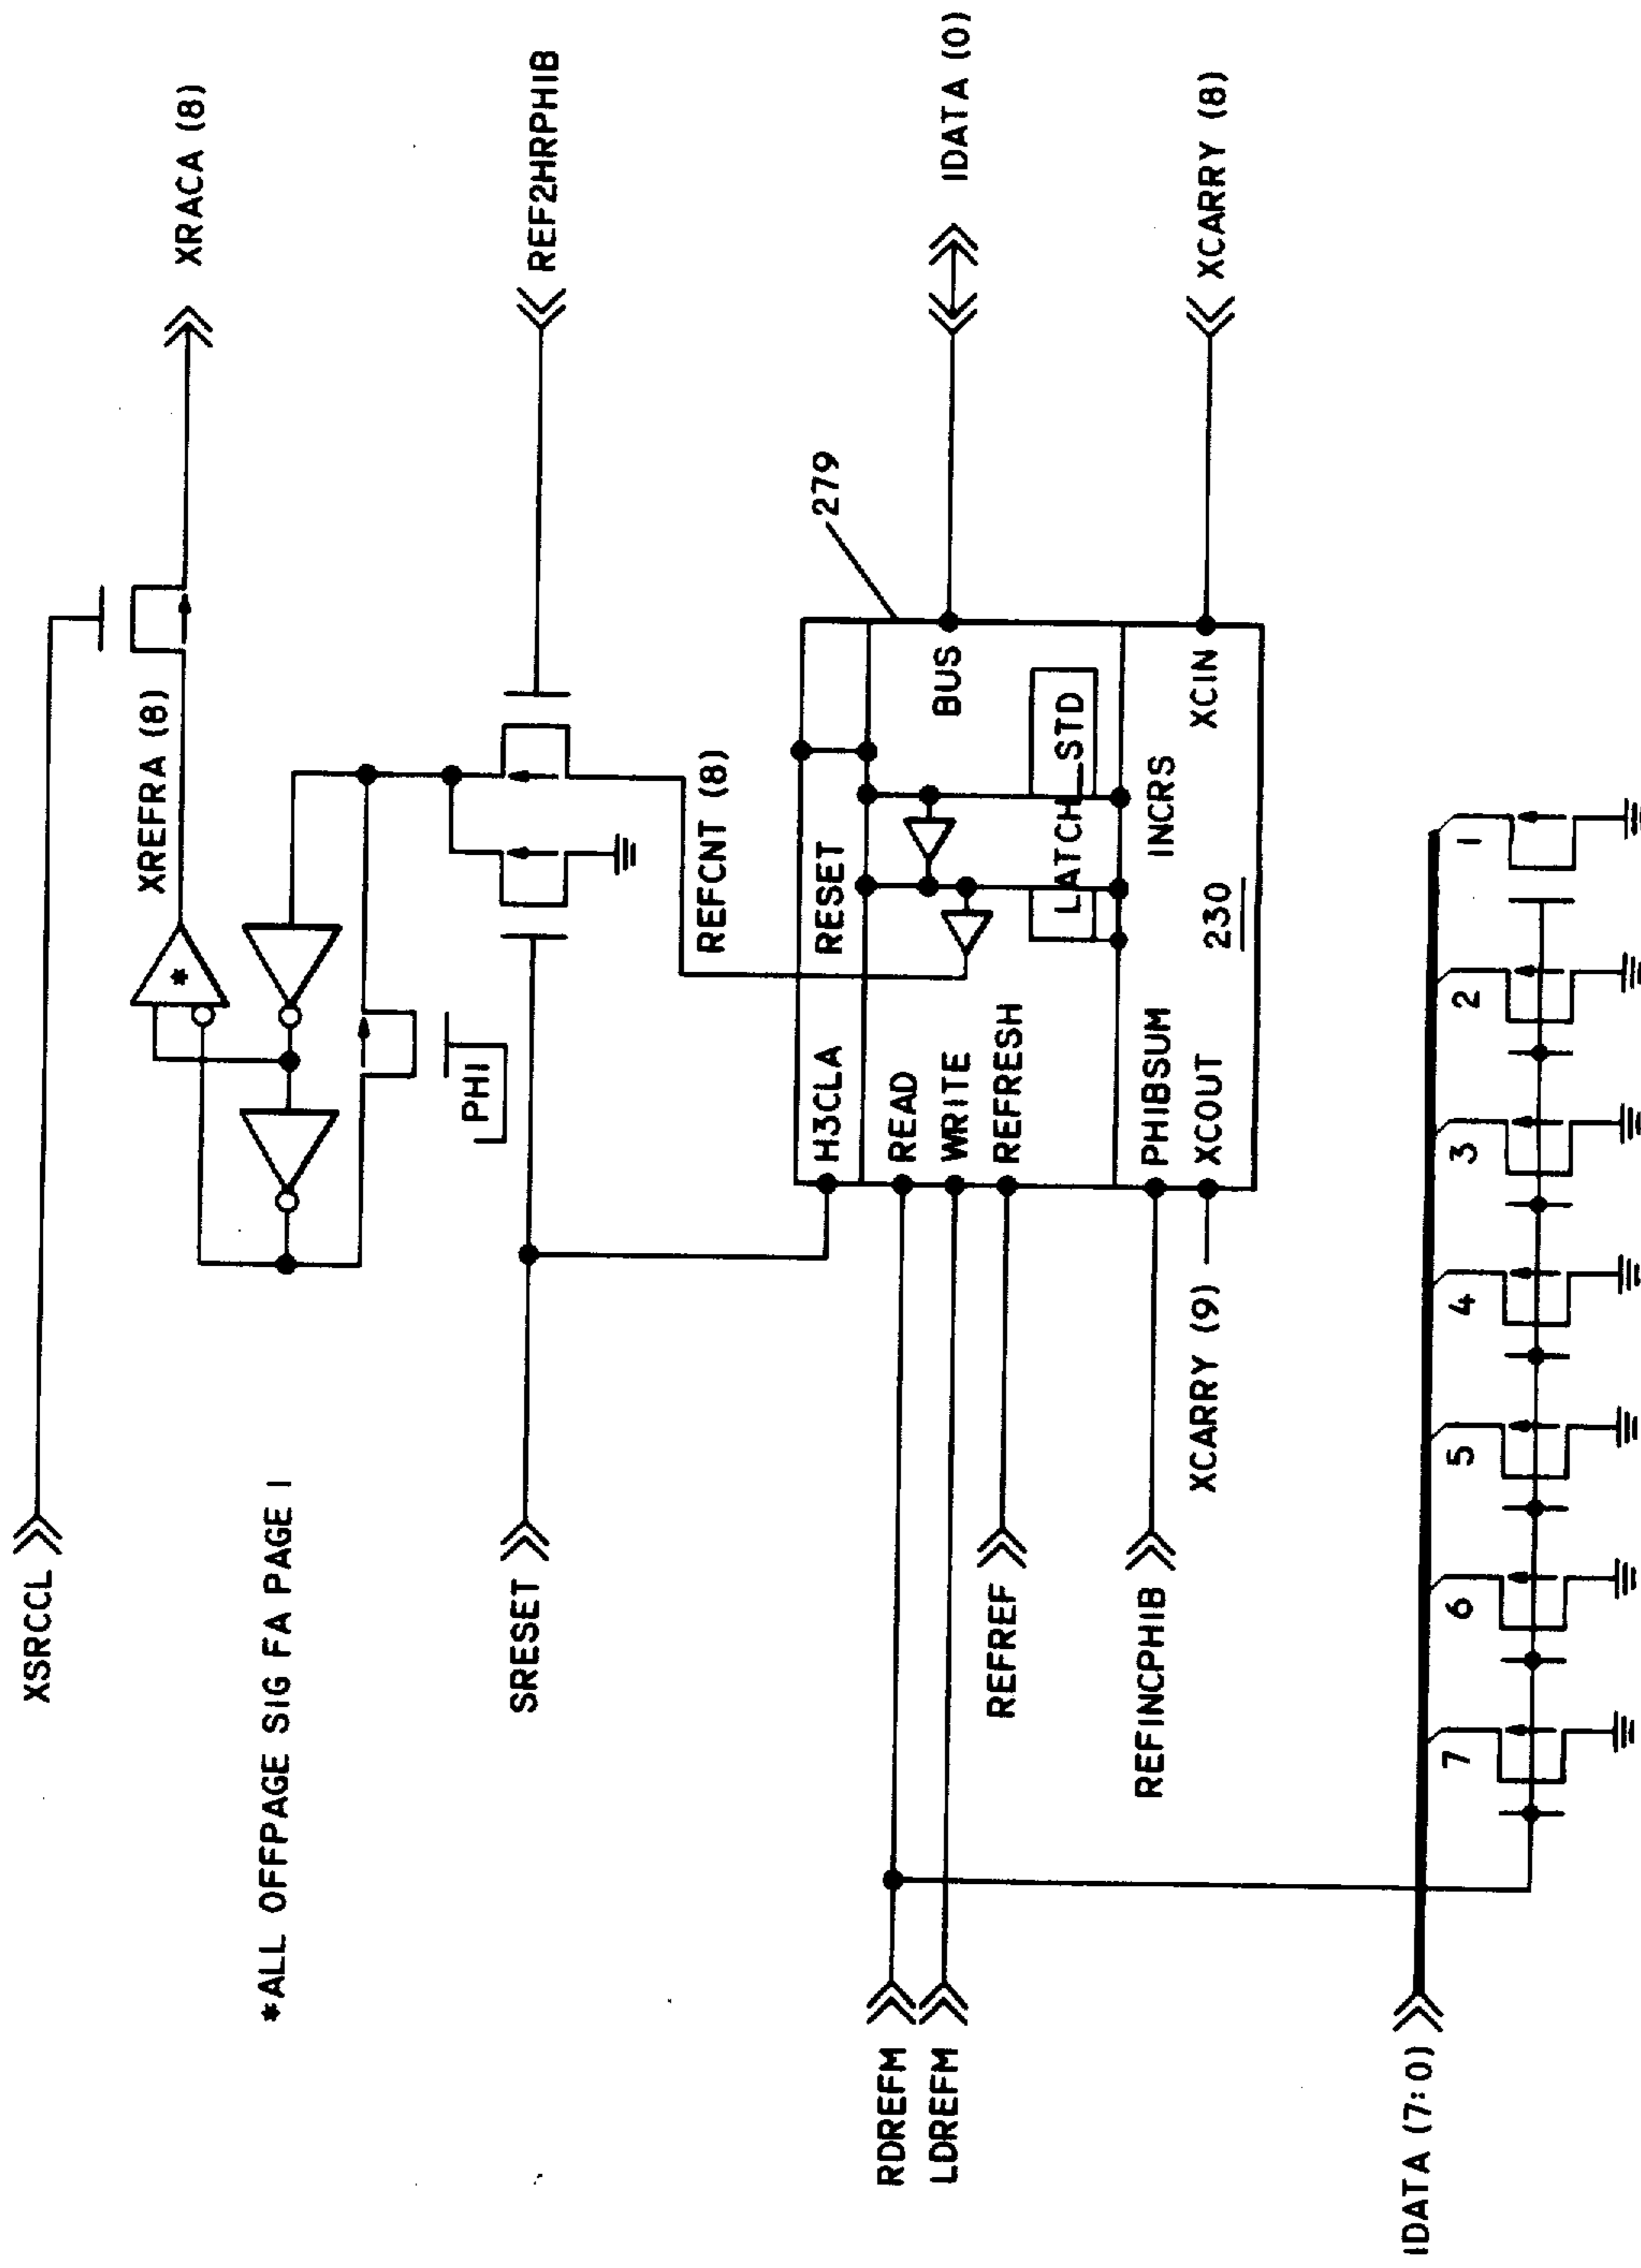 XSRCCL
XREFRA (8)
XRACA (8)
*
*ALL OFFPAGE SIG FA PAGE 1
PHI
SRESET
REF2HRPHIB
REFCNT (8)
279
H3CLA
RESET
READ
WRITE
REFRESH
BUS
LATCH_STD
PHIBSUM
INCRS
XCOUT
230
XCIN
IDATA (0)
XCARRY (8)
RDREFM
LDREFM
REFREF
REFINCPHIB
XCARRY (9)
IDATA (7:0)
7 6 5 4 3 2 1